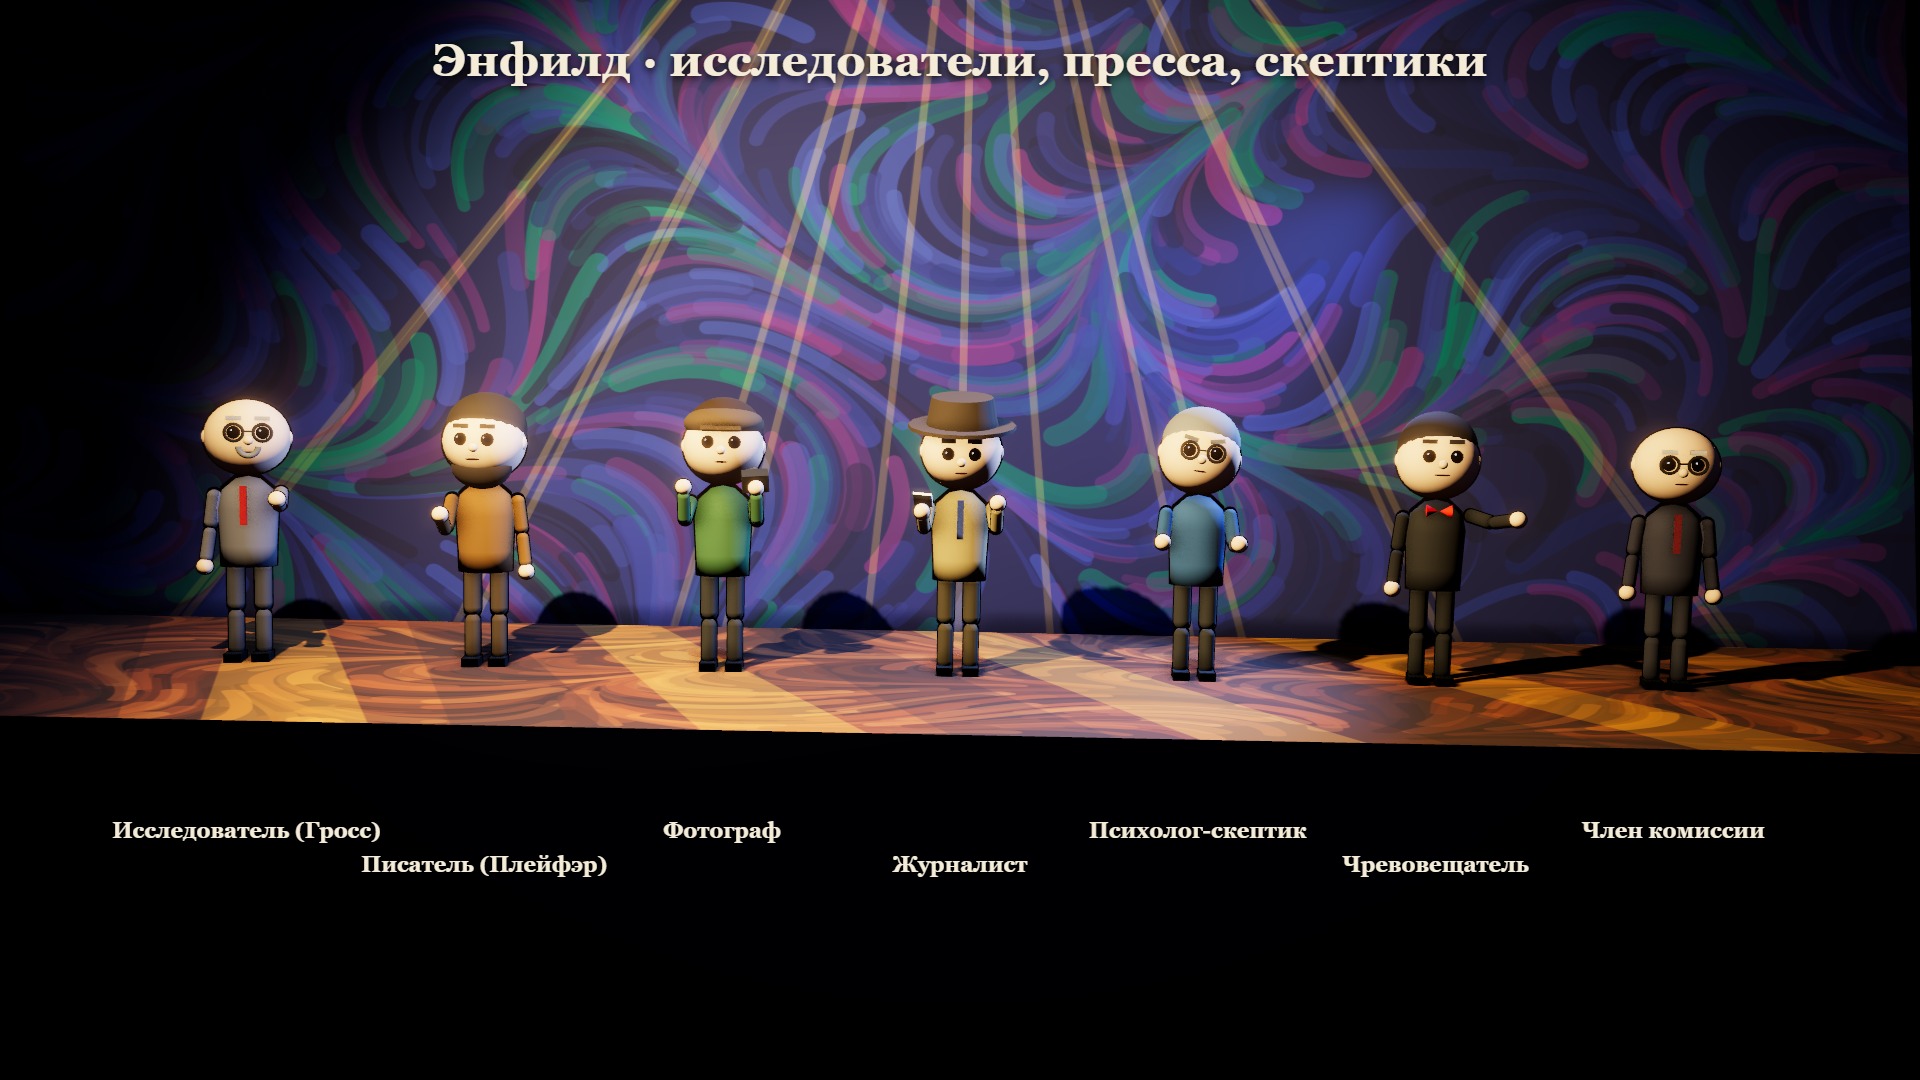 Энфилд · исследователи, пресса, скептики
Исследователь (Гросс)
Писатель (Плейфэр)
Фотограф
Журналист
Психолог-скептик
Чревовещатель
Член комиссии